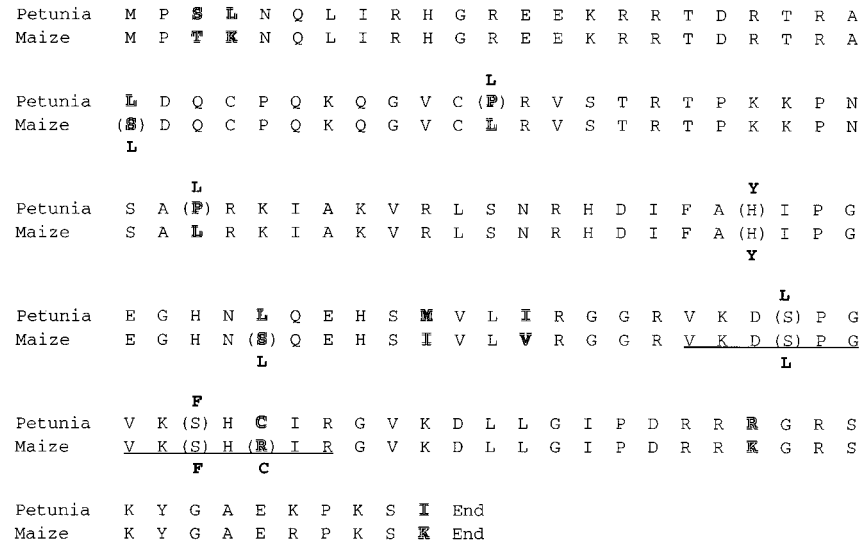 Petunia M P S L N Q L I R H G R E E K R R T D R T R A
Maize M P T K N Q L I R H G R E E K R R T D R T R A
L
Petunia L D Q C P Q K Q G V C (P) R V S T R T P K K P N
Maize (S) D Q C P Q K Q G V C L R V S T R T P K K P N
L
L Y
Petunia S A (P) R K I A K V R L S N R H D I F A (H) I P G
Maize S A L R K I A K V R L S N R H D I F A (H) I P G
Y
L
Petunia E G H N L Q E H S M V L I R G G R V K D (S) P G
Maize E G H N (S) Q E H S I V L V R G G R V K D (S) P G
L L
F
Petunia V K (S) H C I R G V K D L L G I P D R R R G R S
Maize V K (S) H (R) I R G V K D L L G I P D R R K G R S
F C
Petunia K Y G A E K P K S I End
Maize K Y G A E R P K S K End